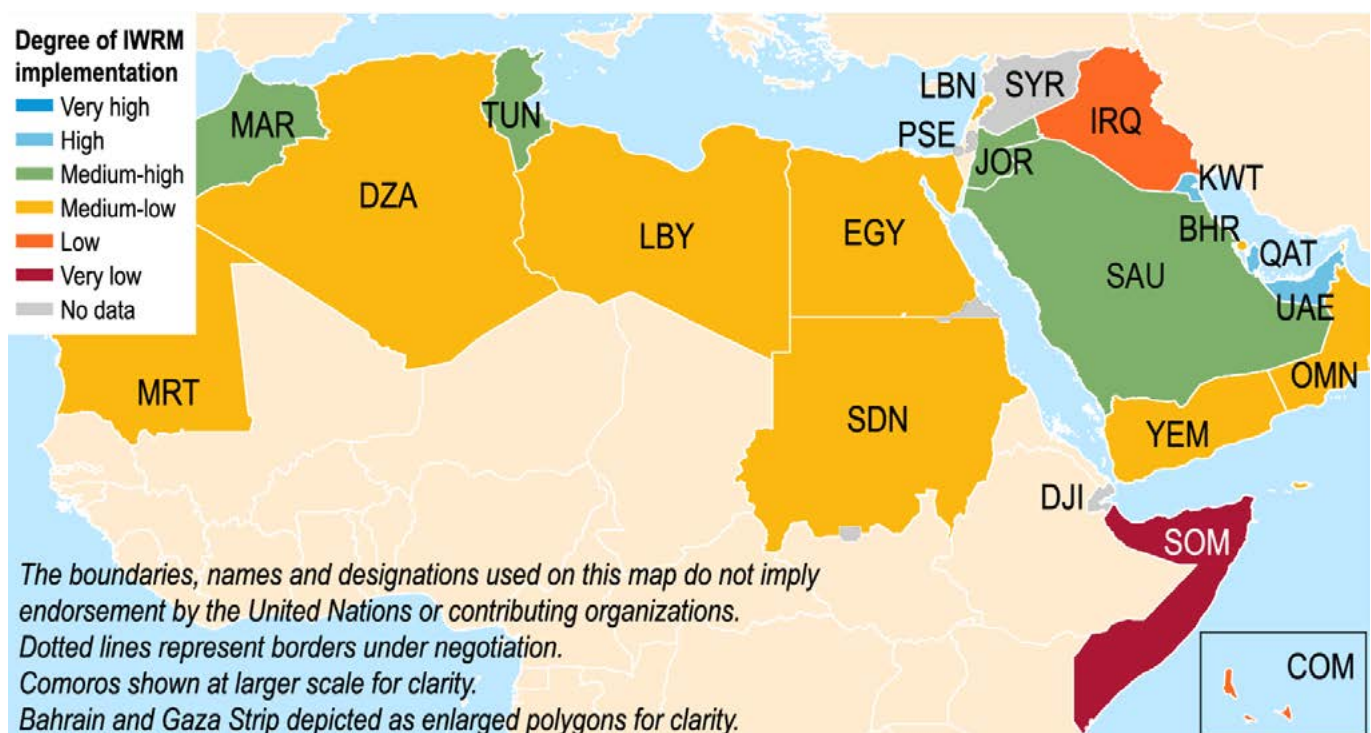 Degree of IWRM
implementation
Very high
High
Medium-high
Medium-low
Low
Very low
No data
MAR
TUN
DZA
LBY
EGY
MRT
SDN
LBN
SYR
PSE
IRQ
JOR
KWT
BHR
QAT
SAU
UAE
OMN
YEM
DJI
SOM
COM
The boundaries, names and designations used on this map do not imply
endorsement by the United Nations or contributing organizations.
Dotted lines represent borders under negotiation.
Comoros shown at larger scale for clarity.
Bahrain and Gaza Strip depicted as enlarged polygons for clarity.